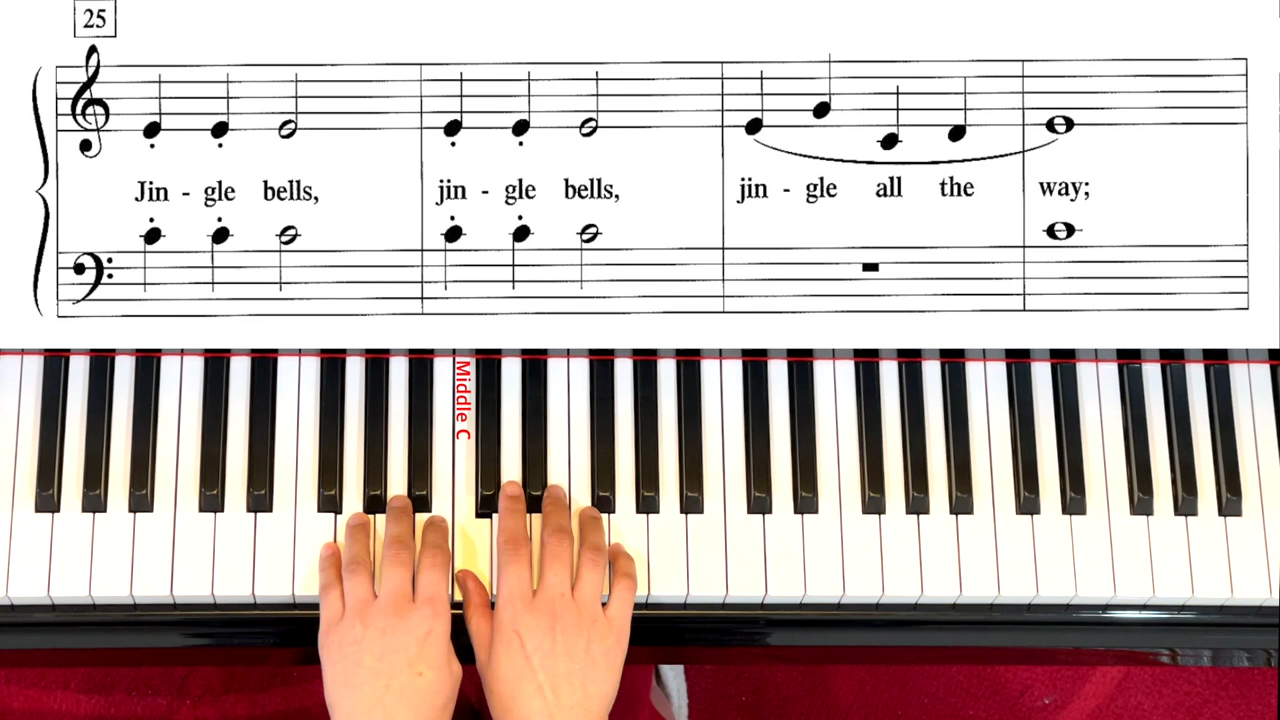 25
Jin - gle bells, jin - gle bells, jin - gle all the way;
Middle C